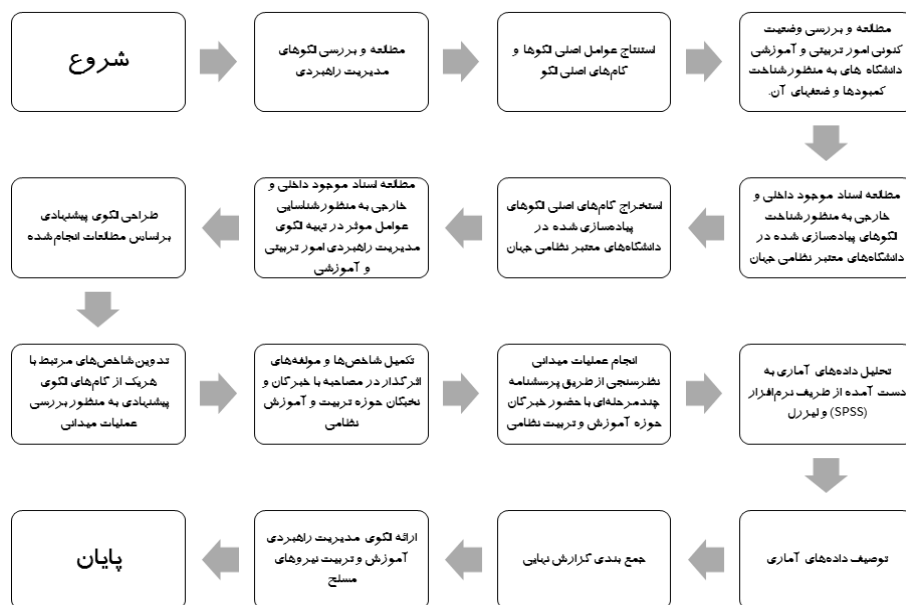 شروع
مطالعه و بررسی الگوهای
مدیریت راهبردی
استنتاج عوامل اصلی الگوها و
گام‌های اصلی الگو
مطالعه و بررسی وضعیت
کنونی امور تربیتی و آموزشی
دانشگاه های به منظور شناخت
کمبودها و ضعفهای آن.
مطالعه اسناد موجود داخلی و
خارجی به منظور شناخت
الگوهای پیاده‌سازی شده در
دانشگاه‌های معتبر نظامی جهان
استخراج گام‌های اصلی الگوهای
پیاده‌سازی شده در
دانشگاه‌های معتبر نظامی جهان
مطالعه اسناد موجود داخلی و
خارجی به منظور شناسایی
عوامل موثر در تهیه الگوی
مدیریت راهبردی امور تربیتی
و آموزشی
طراحی الگوی پیشنهادی
براساس مطالعات انجام شده
تدوین شاخص‌های مرتبط با
هریک از گام‌های الگوی
پیشنهادی به منظور بررسی
عملیات میدانی
تکمیل شاخص‌ها و مولفه‌های
اثرگذار در مصاحبه با خبرگان و
نخبگان حوزه تربیت و آموزش
نظامی
انجام عملیات میدانی
نظرسنجی از طریق پرسشنامه
چندمرحله‌ای با حضور خبرگان
حوزه آموزش و تربیت نظامی
تحلیل داده‌های آماری به
دست آمده از طریف نرم‌افزار
(SPSS) و لیزرل
توصیف داده‌های آماری
جمع بندی گزارش نهایی
ارائه الگوی مدیریت راهبردی
آموزش و تربیت نیروهای
مسلح
پایان